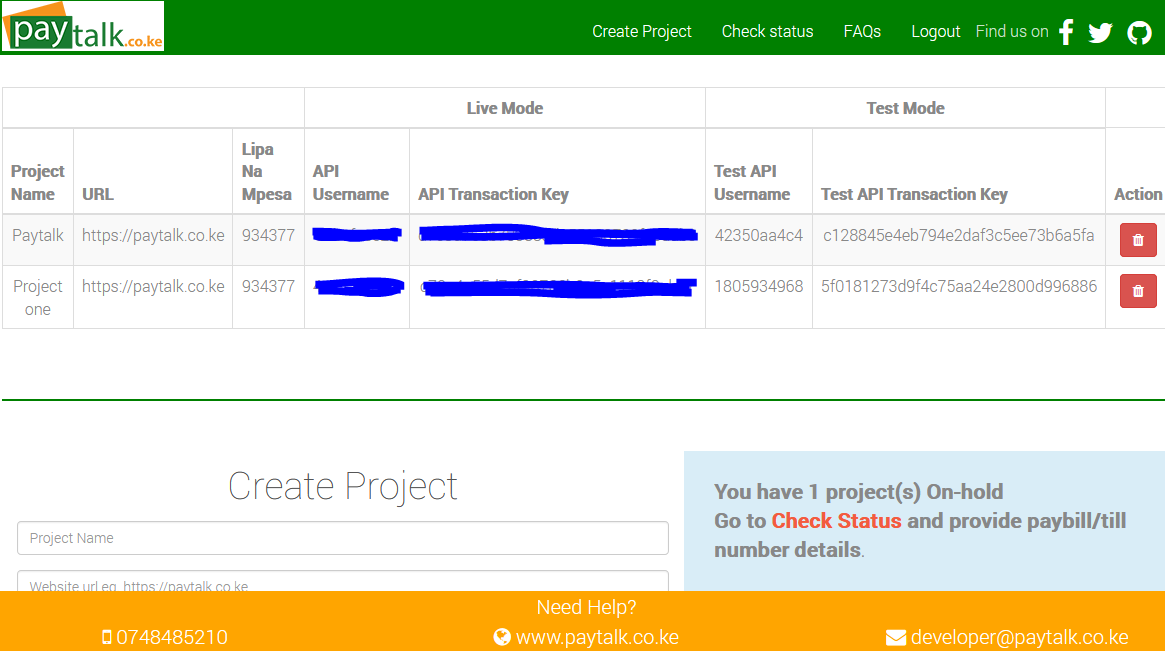 paytalk.co.ke
Create Project Check status FAQs Logout Find us on
Live Mode Test Mode
Project Name URL Lipa Na Mpesa API Username API Transaction Key Test API Username Test API Transaction Key Action
Paytalk https://paytalk.co.ke 934377 42350aa4c4 c128845e4eb794e2daf3c5ee73b6a5fa
Project one https://paytalk.co.ke 934377 1805934968 5f0181273d9f4c75aa24e2800d996886
Create Project
Project Name
Website url eg. https://paytalk.co.ke
You have 1 project(s) On-hold
Go to Check Status and provide paybill/till
number details.
Need Help?
0748485210 www.paytalk.co.ke developer@paytalk.co.ke